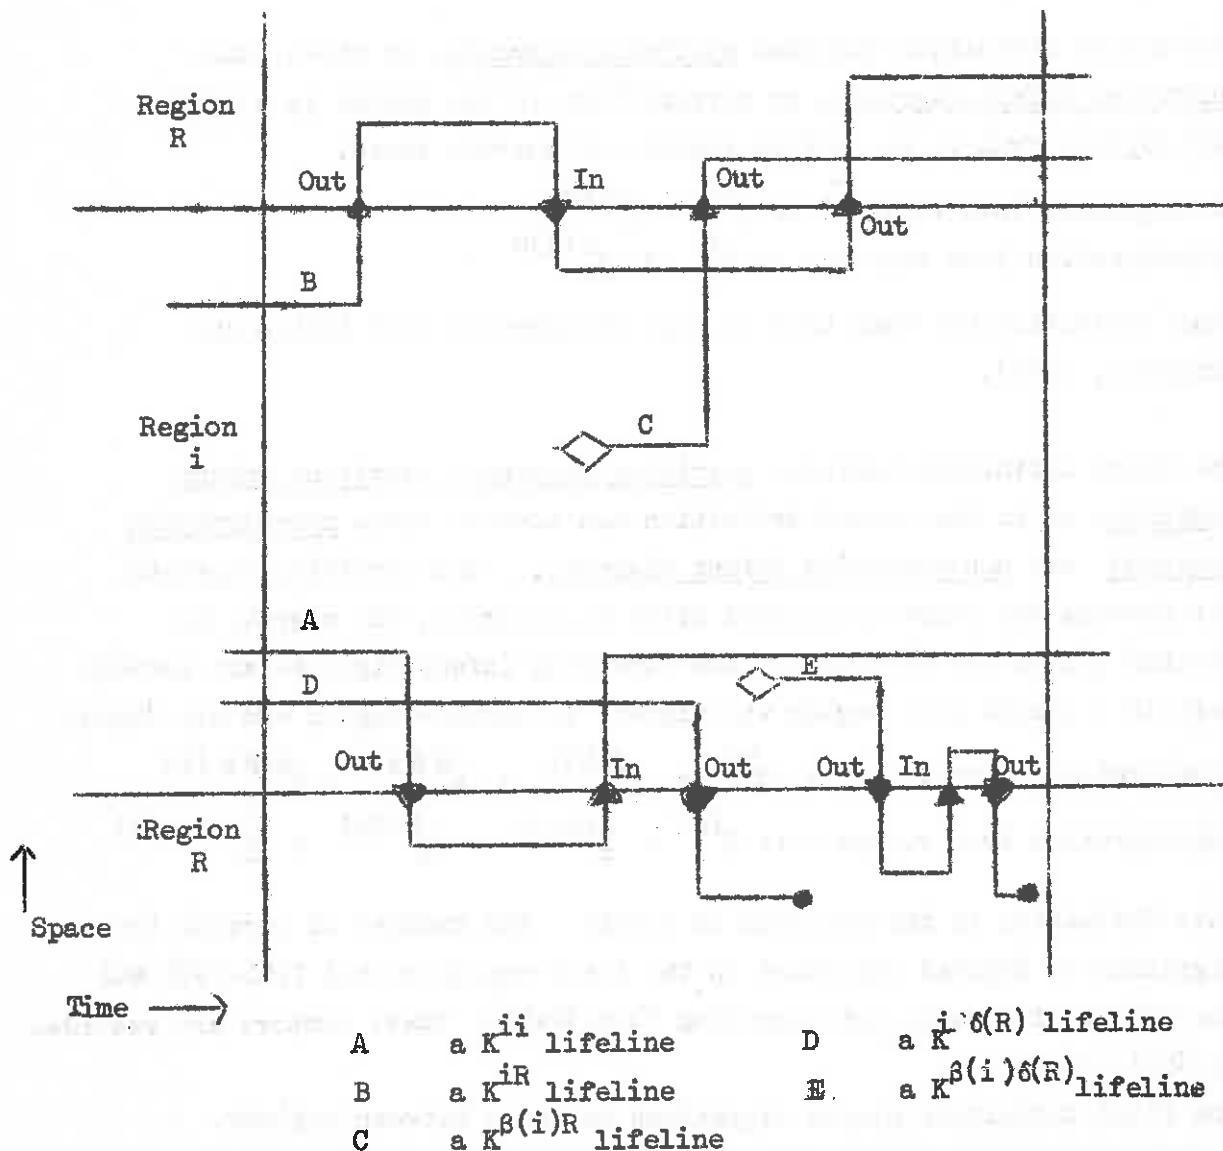 Region
R
Out
In
Out
Out
B
Region
i
C
A
E
D
Out
In
Out
Out
In
Out
:Region
R
Space
Time
A a K^ii lifeline
B a K^iR lifeline
C a K^β(i)R lifeline
D a K^i δ(R) lifeline
E a K^β(i)δ(R) lifeline